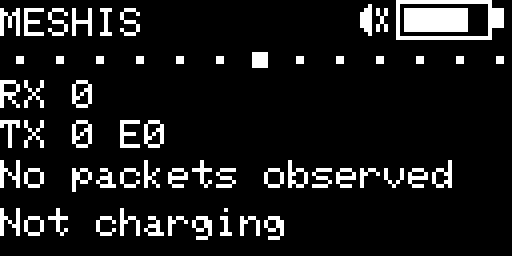 MESHIS
RX 0
TX 0 E0
No packets observed
Not charging